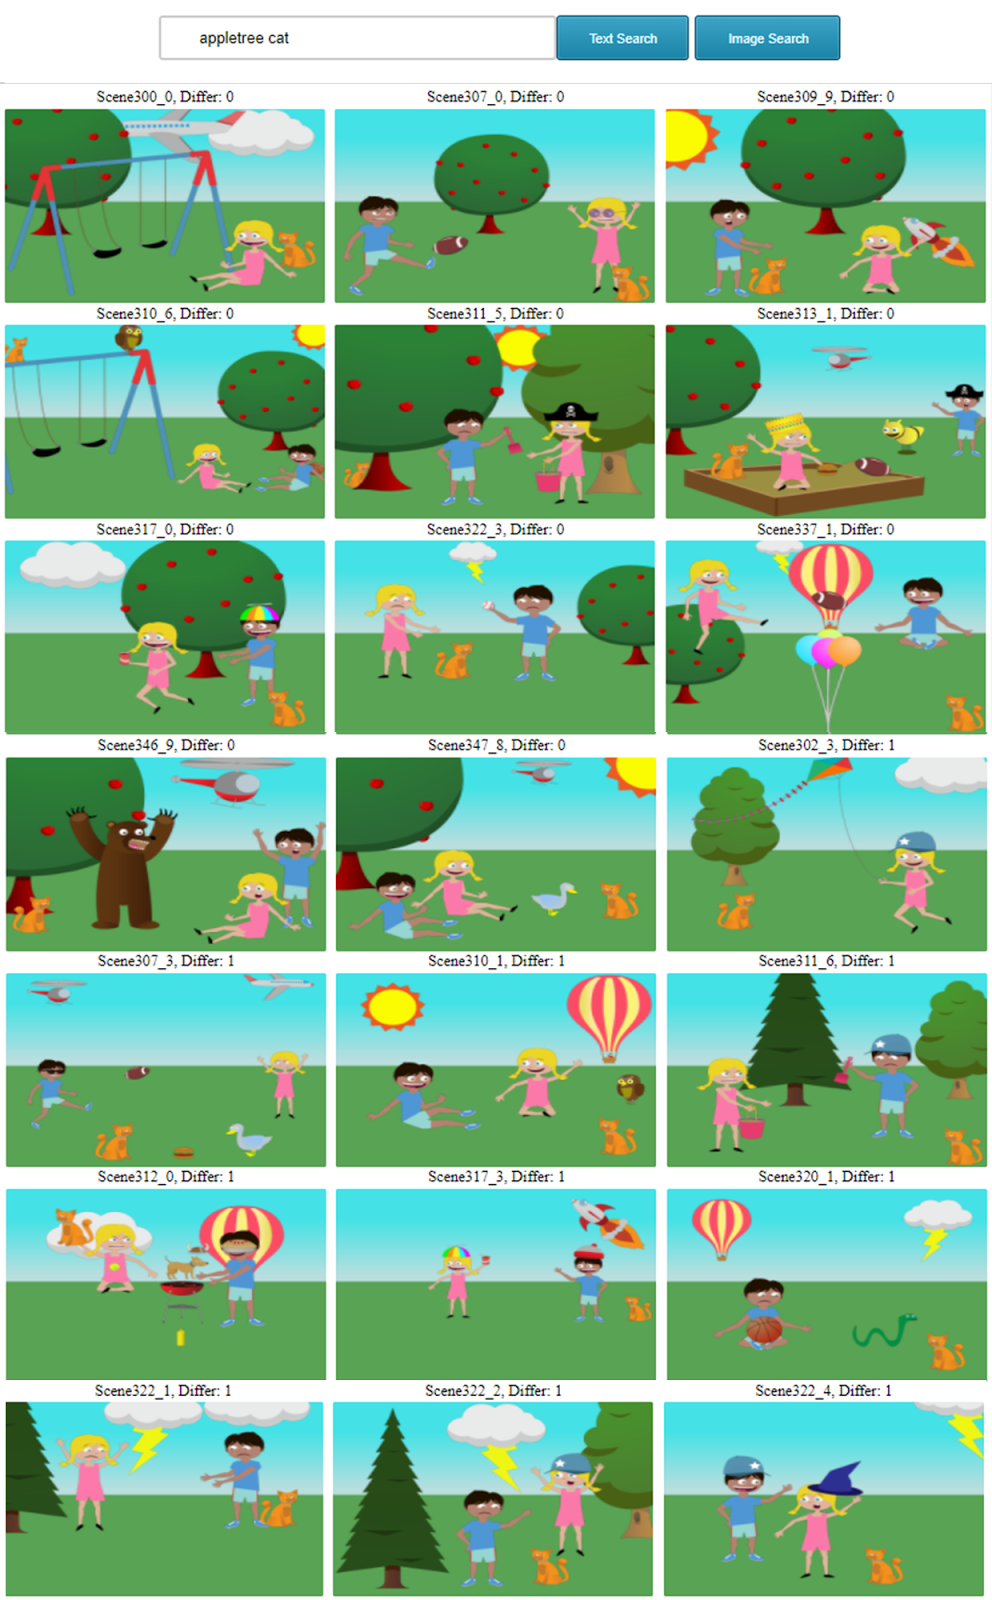 appletree cat Text Search Image Search
Scene300_0, Differ: 0 Scene307_0, Differ: 0 Scene309_9, Differ: 0
Scene310_6, Differ: 0 Scene311_5, Differ: 0 Scene313_1, Differ: 0
Scene317_0, Differ: 0 Scene322_3, Differ: 0 Scene337_1, Differ: 0
Scene346_9, Differ: 0 Scene347_8, Differ: 0 Scene302_3, Differ: 1
Scene307_3, Differ: 1 Scene310_1, Differ: 1 Scene311_6, Differ: 1
Scene312_0, Differ: 1 Scene317_3, Differ: 1 Scene320_1, Differ: 1
Scene322_1, Differ: 1 Scene322_2, Differ: 1 Scene322_4, Differ: 1